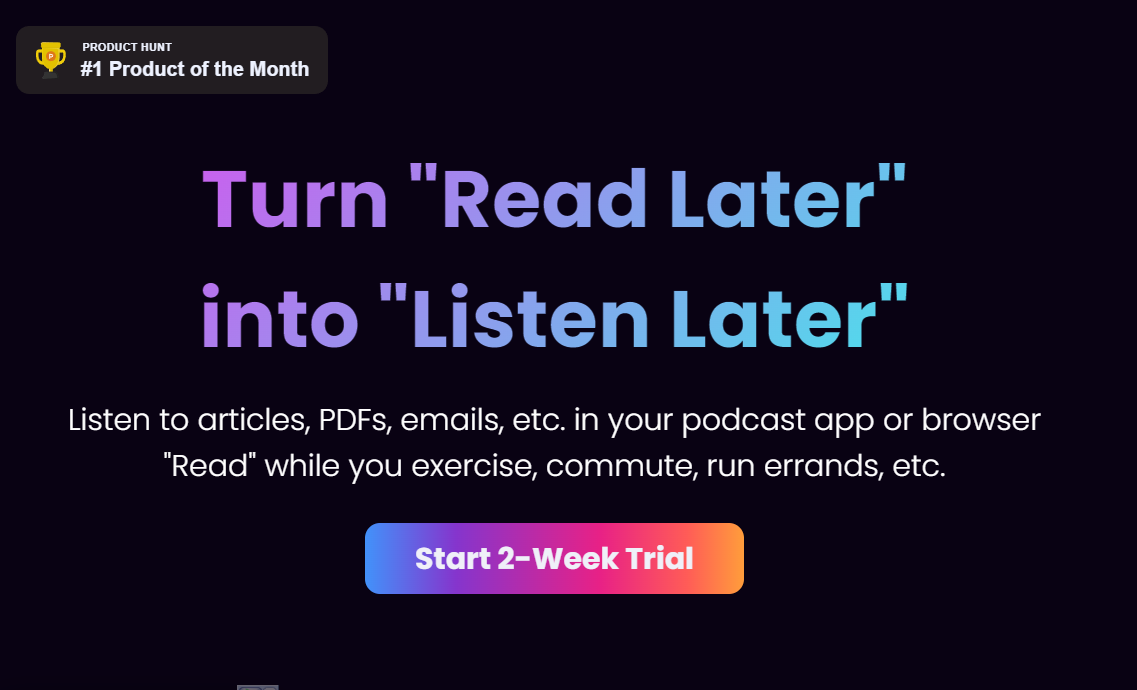 PRODUCT HUNT
#1 Product of the Month
Turn "Read Later"
into "Listen Later"
Listen to articles, PDFs, emails, etc. in your podcast app or browser
"Read" while you exercise, commute, run errands, etc.
Start 2-Week Trial